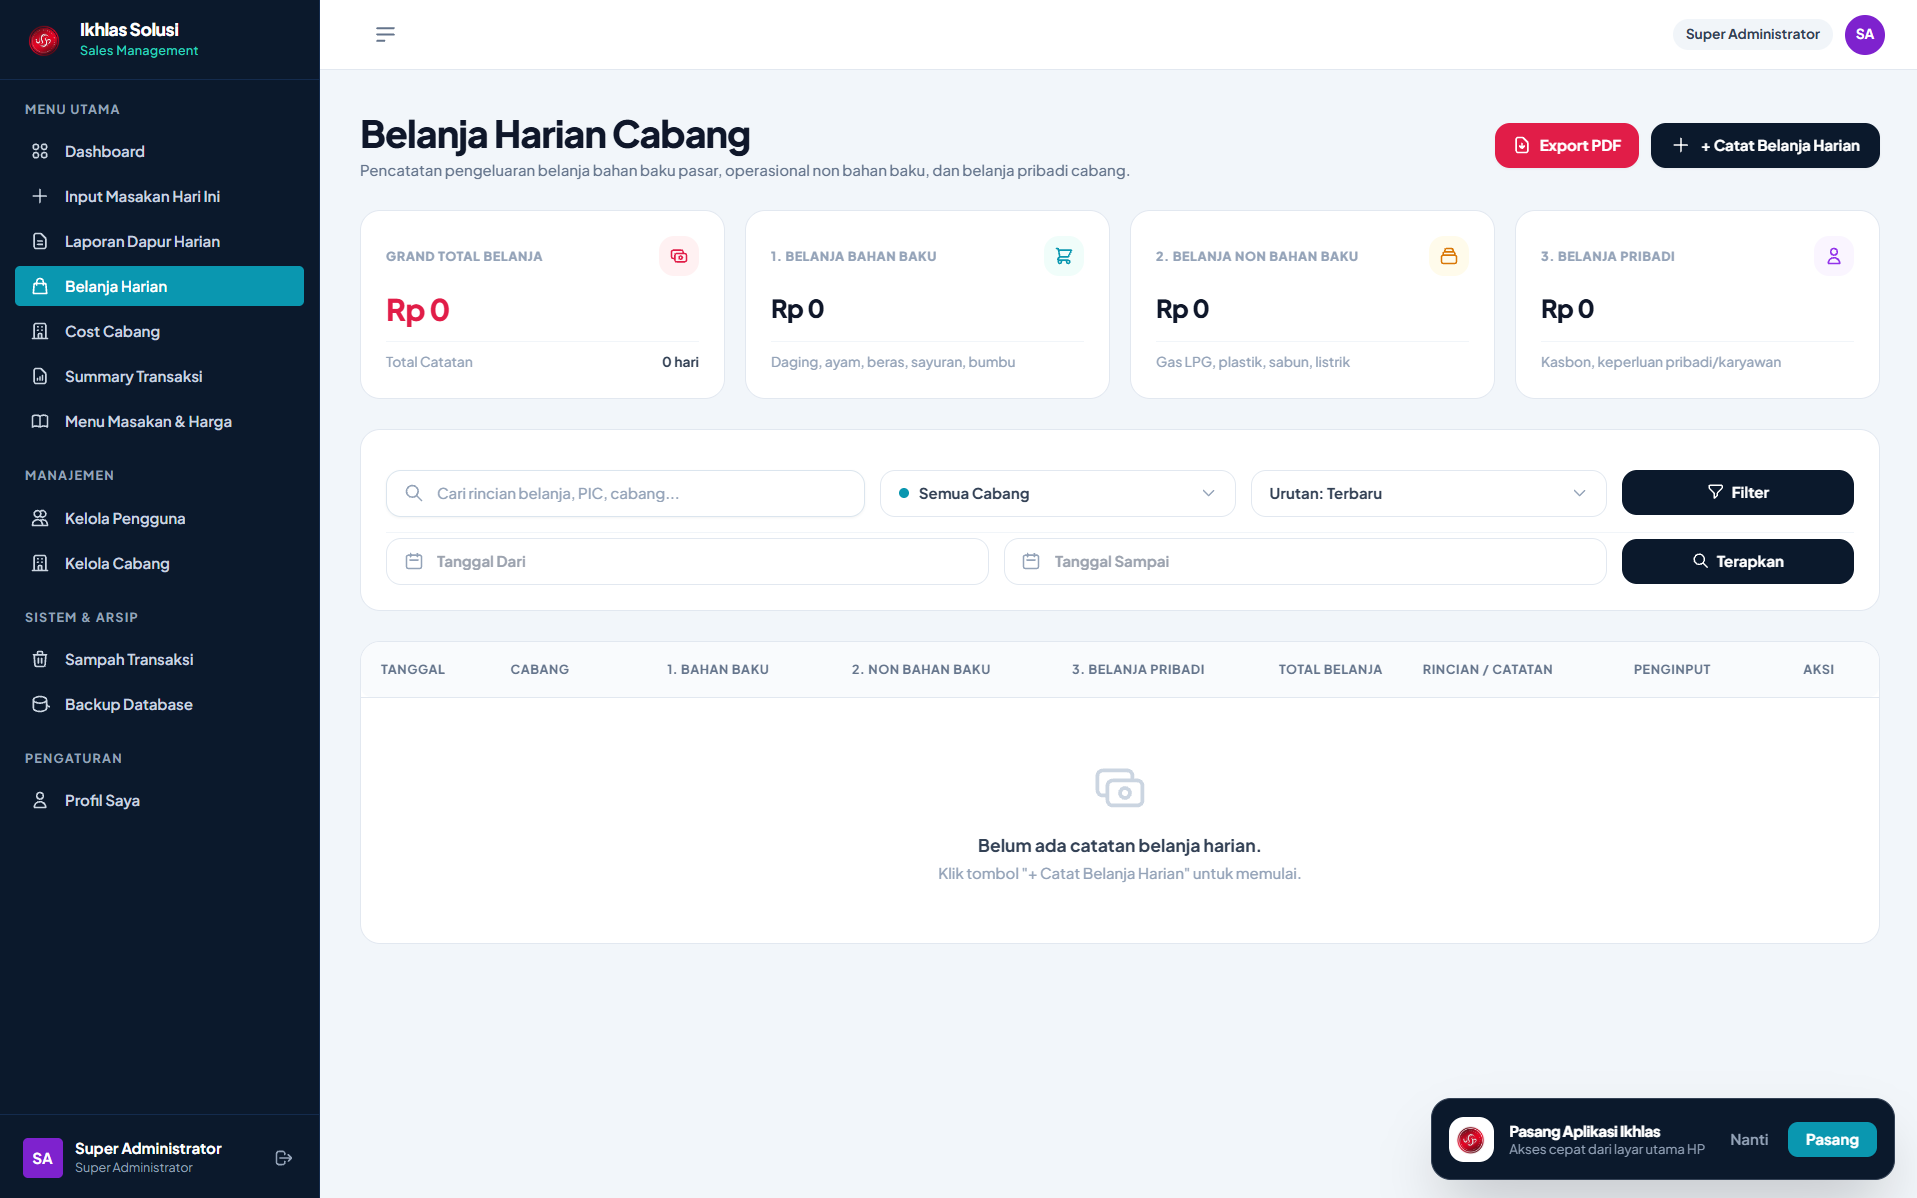 Ikhlas Solusi
Sales Management
MENU UTAMA
Dashboard
Input Masakan Hari Ini
Laporan Dapur Harian
Belanja Harian
Cost Cabang
Summary Transaksi
Menu Masakan & Harga
MANAJEMEN
Kelola Pengguna
Kelola Cabang
SISTEM & ARSIP
Sampah Transaksi
Backup Database
PENGATURAN
Profil Saya
SA
Super Administrator
Super Administrator
Super Administrator
SA
Belanja Harian Cabang
Pencatatan pengeluaran belanja bahan baku pasar, operasional non bahan baku, dan belanja pribadi cabang.
Export PDF
+ Catat Belanja Harian
GRAND TOTAL BELANJA
Rp 0
Total Catatan
0 hari
1. BELANJA BAHAN BAKU
Rp 0
Daging, ayam, beras, sayuran, bumbu
2. BELANJA NON BAHAN BAKU
Rp 0
Gas LPG, plastik, sabun, listrik
3. BELANJA PRIBADI
Rp 0
Kasbon, keperluan pribadi/karyawan
Cari rincian belanja, PIC, cabang...
Semua Cabang
Urutan: Terbaru
Filter
Tanggal Dari
Tanggal Sampai
Terapkan
TANGGAL CABANG 1. BAHAN BAKU 2. NON BAHAN BAKU 3. BELANJA PRIBADI TOTAL BELANJA RINCIAN / CATATAN PENGINPUT AKSI
Belum ada catatan belanja harian.
Klik tombol "+ Catat Belanja Harian" untuk memulai.
Pasang Aplikasi Ikhlas
Akses cepat dari layar utama HP
Nanti
Pasang